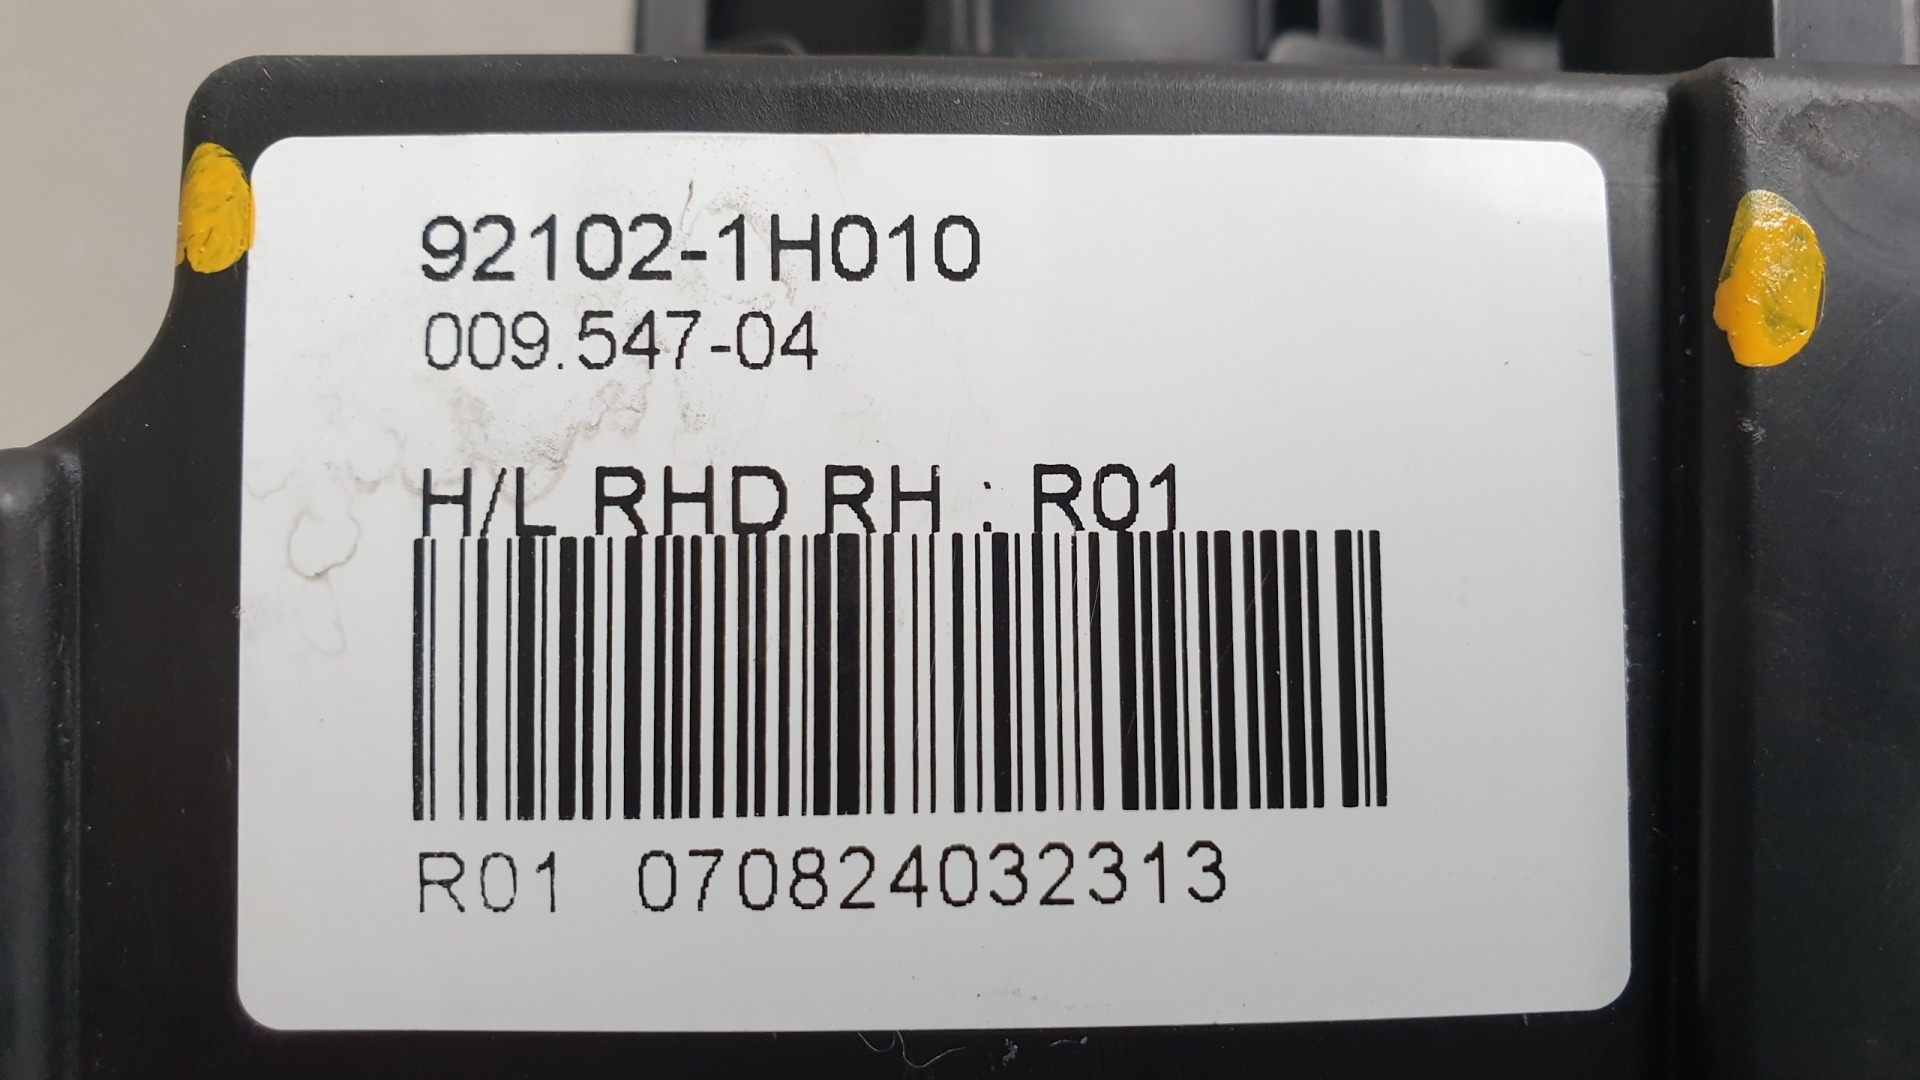 92102-1H010
009.547-04
H/L RHD RH : R01
R01 070824032313